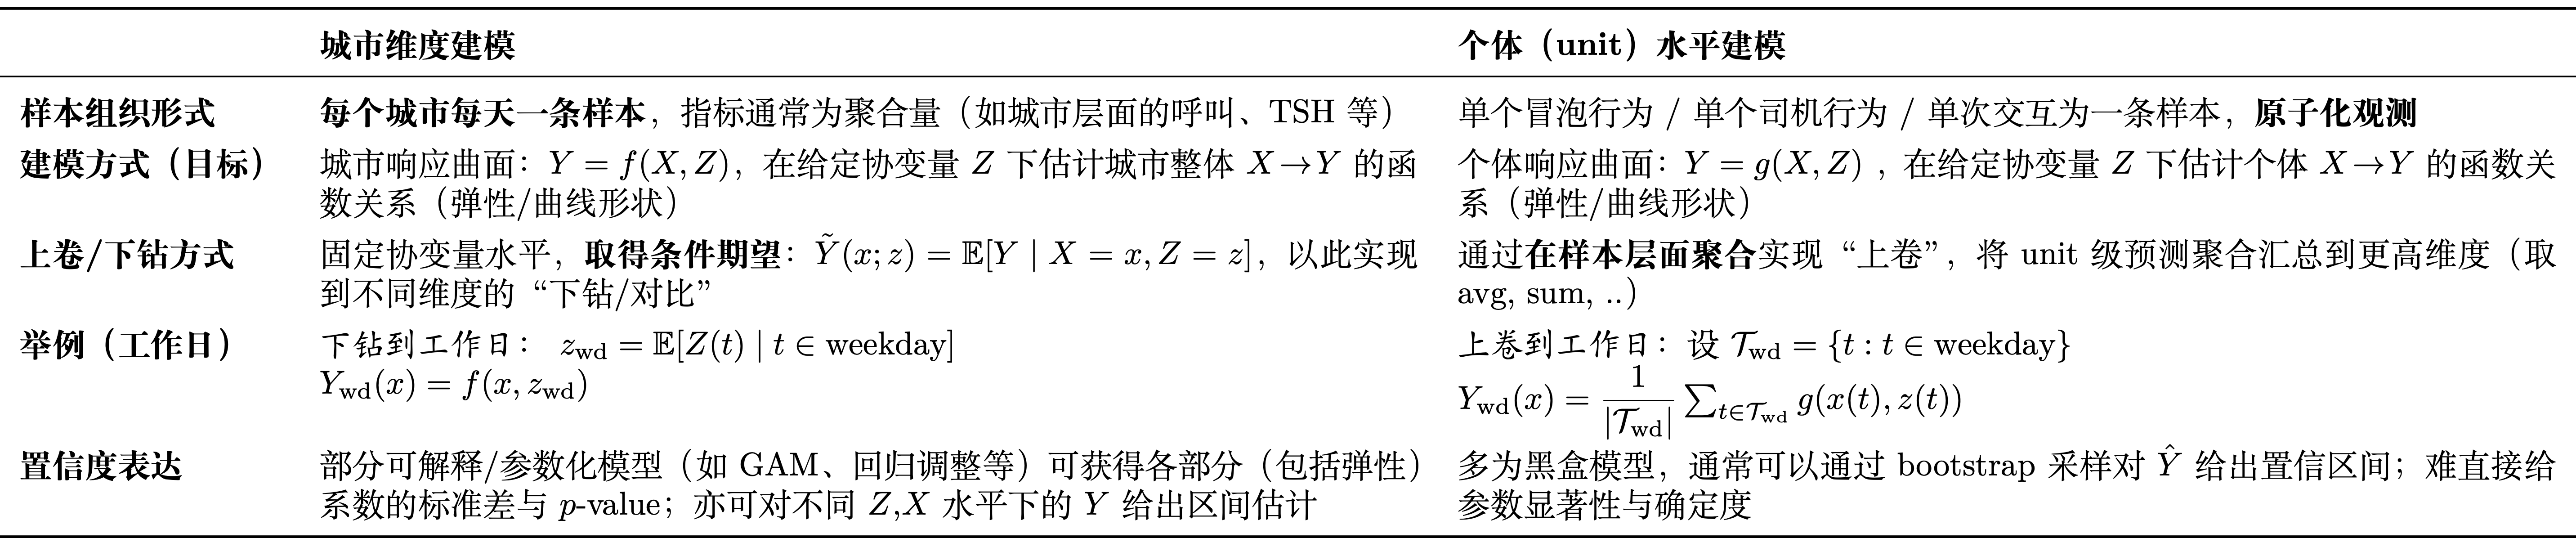 城市维度建模
个体（unit）水平建模
样本组织形式
每个城市每天一条样本，指标通常为聚合量（如城市层面的呼叫、TSH 等）
单个冒泡行为 / 单个司机行为 / 单次交互为一条样本，原子化观测
建模方式（目标）
城市响应曲面：Y = f(X, Z)，在给定协变量 Z 下估计城市整体 X→Y 的函
数关系（弹性/曲线形状）
个体响应曲面：Y = g(X, Z) ，在给定协变量 Z 下估计个体 X→Y 的函数关
系（弹性/曲线形状）
上卷/下钻方式
固定协变量水平，取得条件期望：Ỹ(x; z) = 𝔼[Y | X = x, Z = z]，以此实现
到不同维度的“下钻/对比”
通过在样本层面聚合实现“上卷”，将 unit 级预测聚合汇总到更高维度（取
avg, sum, ..）
举例（工作日）
下钻到工作日： z_wd = 𝔼[Z(t) | t ∈ weekday]
Y_wd(x) = f(x, z_wd)
上卷到工作日：设 𝒯_wd = {t : t ∈ weekday}
Y_wd(x) = 1/|𝒯_wd| ∑_{t∈𝒯_wd} g(x(t), z(t))
置信度表达
部分可解释/参数化模型（如 GAM、回归调整等）可获得各部分（包括弹性）
系数的标准差与 p-value；亦可对不同 Z,X 水平下的 Y 给出区间估计
多为黑盒模型，通常可以通过 bootstrap 采样对 Ŷ 给出置信区间；难直接给
参数显著性与确定度